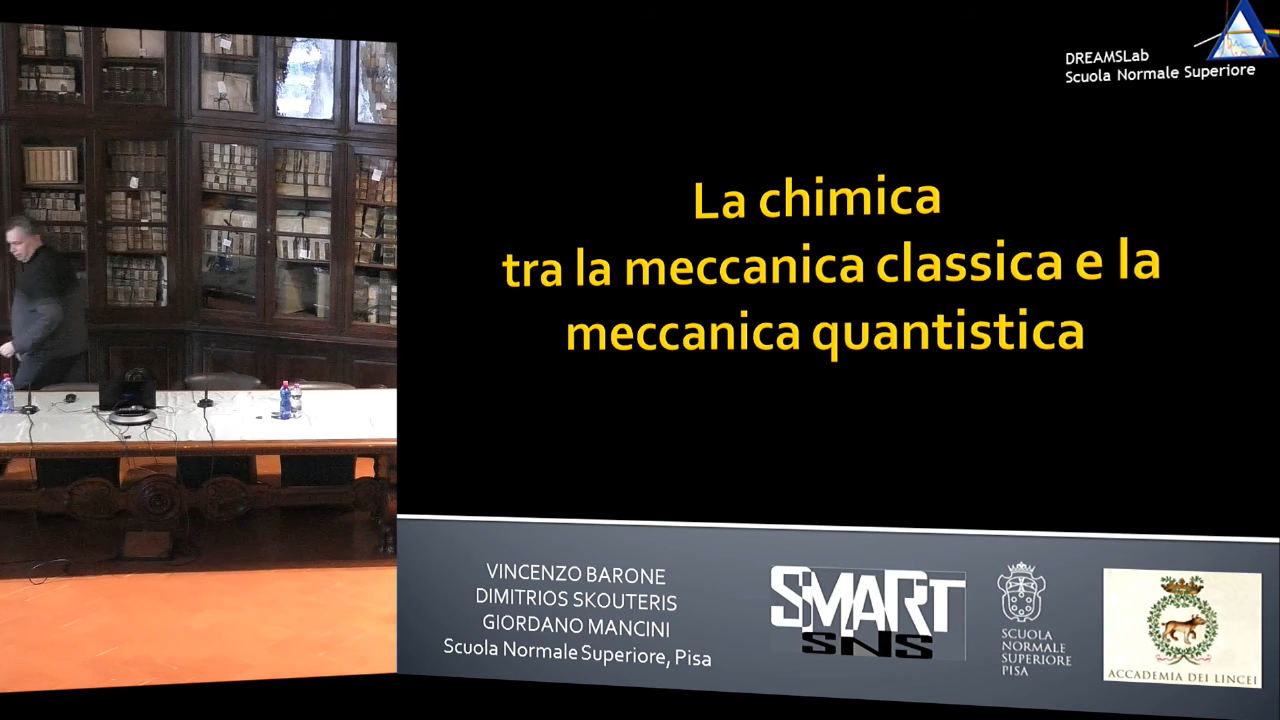 DREAMSLab
Scuola Normale Superiore
La chimica
tra la meccanica classica e la
meccanica quantistica
VINCENZO BARONE
DIMITRIOS SKOUTERIS
GIORDANO MANCINI
Scuola Normale Superiore, Pisa
SMART
SNS
SCUOLA
NORMALE
SUPERIORE
PISA
ACCADEMIA DEI LINCEI